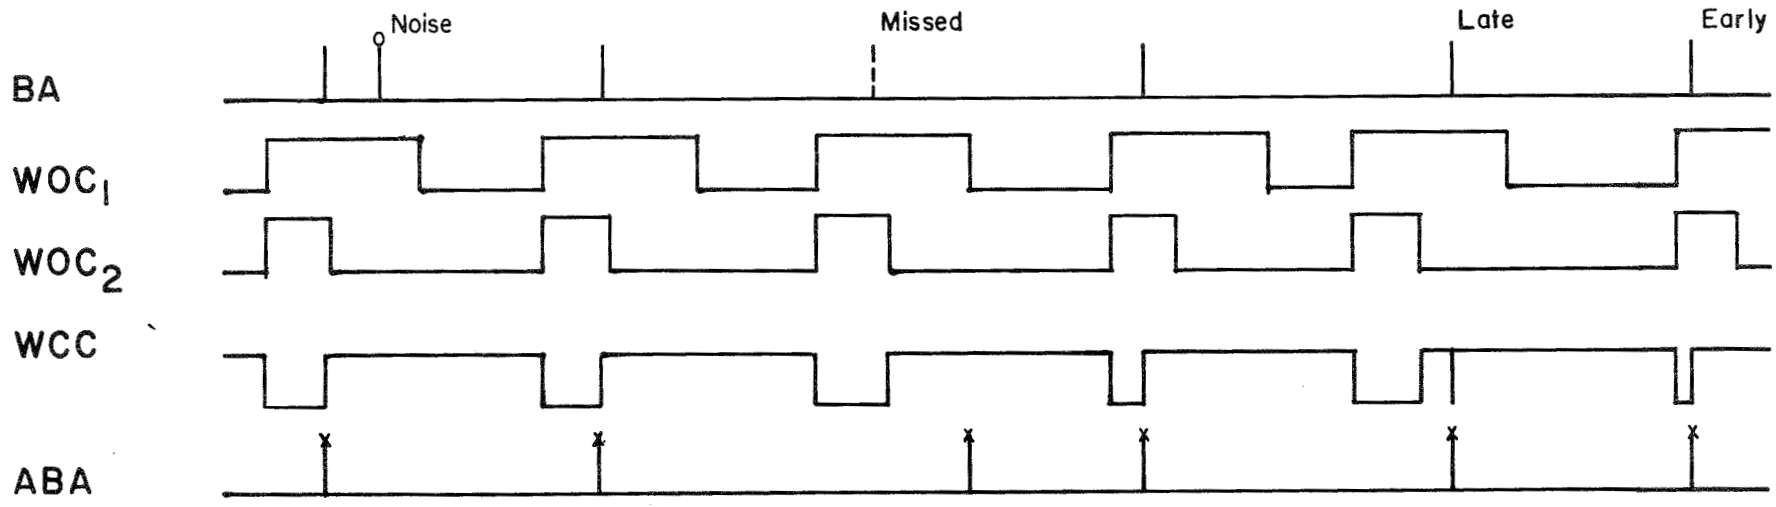 Noise
Missed
Late
Early
BA
WOC1
WOC2
WCC
x x x x x x
ABA